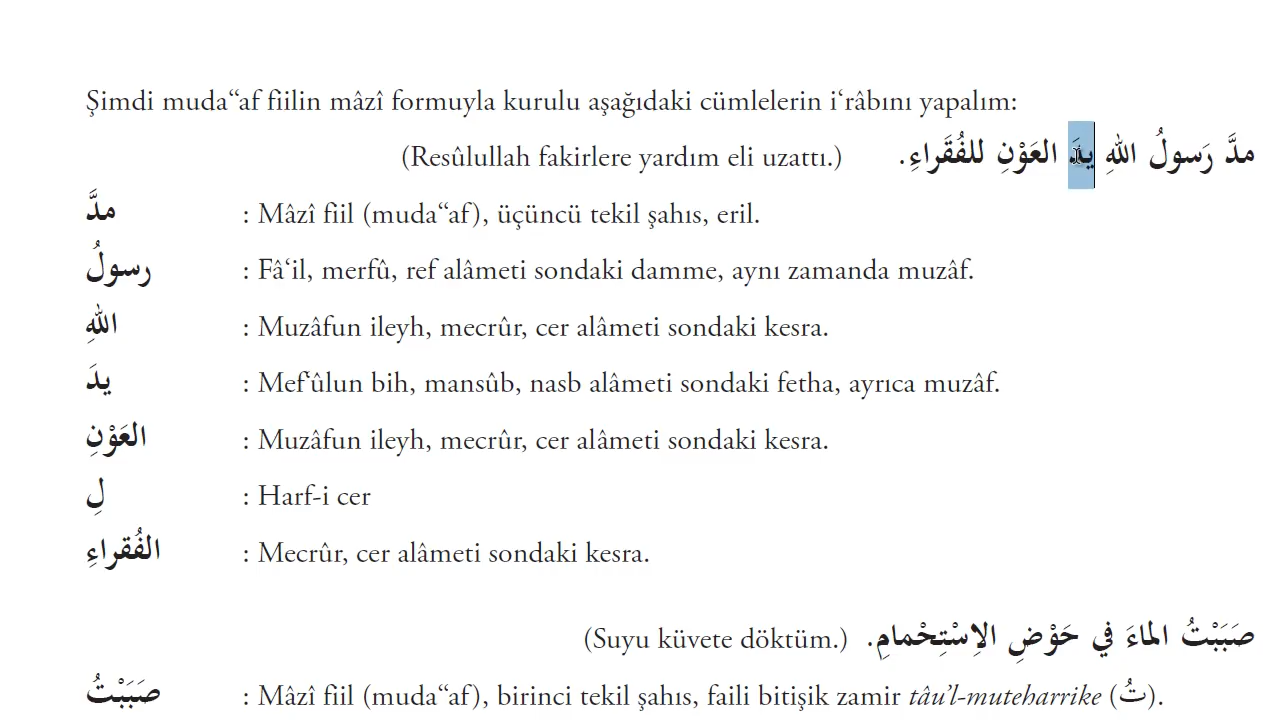 Şimdi muda“af fiilin mâzî formuyla kurulu aşağıdaki cümlelerin i‘râbını yapalım:
مدَّ رَسولُ اللهِ يدَ العَوْنِ للفُقَراءِ. (Resûlullah fakirlere yardım eli uzattı.)
مدَّ : Mâzî fiil (muda“af), üçüncü tekil şahıs, eril.
رسولُ : Fâ‘il, merfû, ref alâmeti sondaki damme, aynı zamanda muzâf.
اللهِ : Muzâfun ileyh, mecrûr, cer alâmeti sondaki kesra.
يدَ : Mef‘ûlun bih, mansûb, nasb alâmeti sondaki fetha, ayrıca muzâf.
العَوْنِ : Muzâfun ileyh, mecrûr, cer alâmeti sondaki kesra.
لِ : Harf-i cer
الفُقراءِ : Mecrûr, cer alâmeti sondaki kesra.
صَبَبْتُ الماءَ في حَوْضِ الاِسْتِحْمامِ. (Suyu küvete döktüm.)
صَبَبْتُ : Mâzî fiil (muda“af), birinci tekil şahıs, faili bitişik zamir tâu’l-muteharrike (تُ).